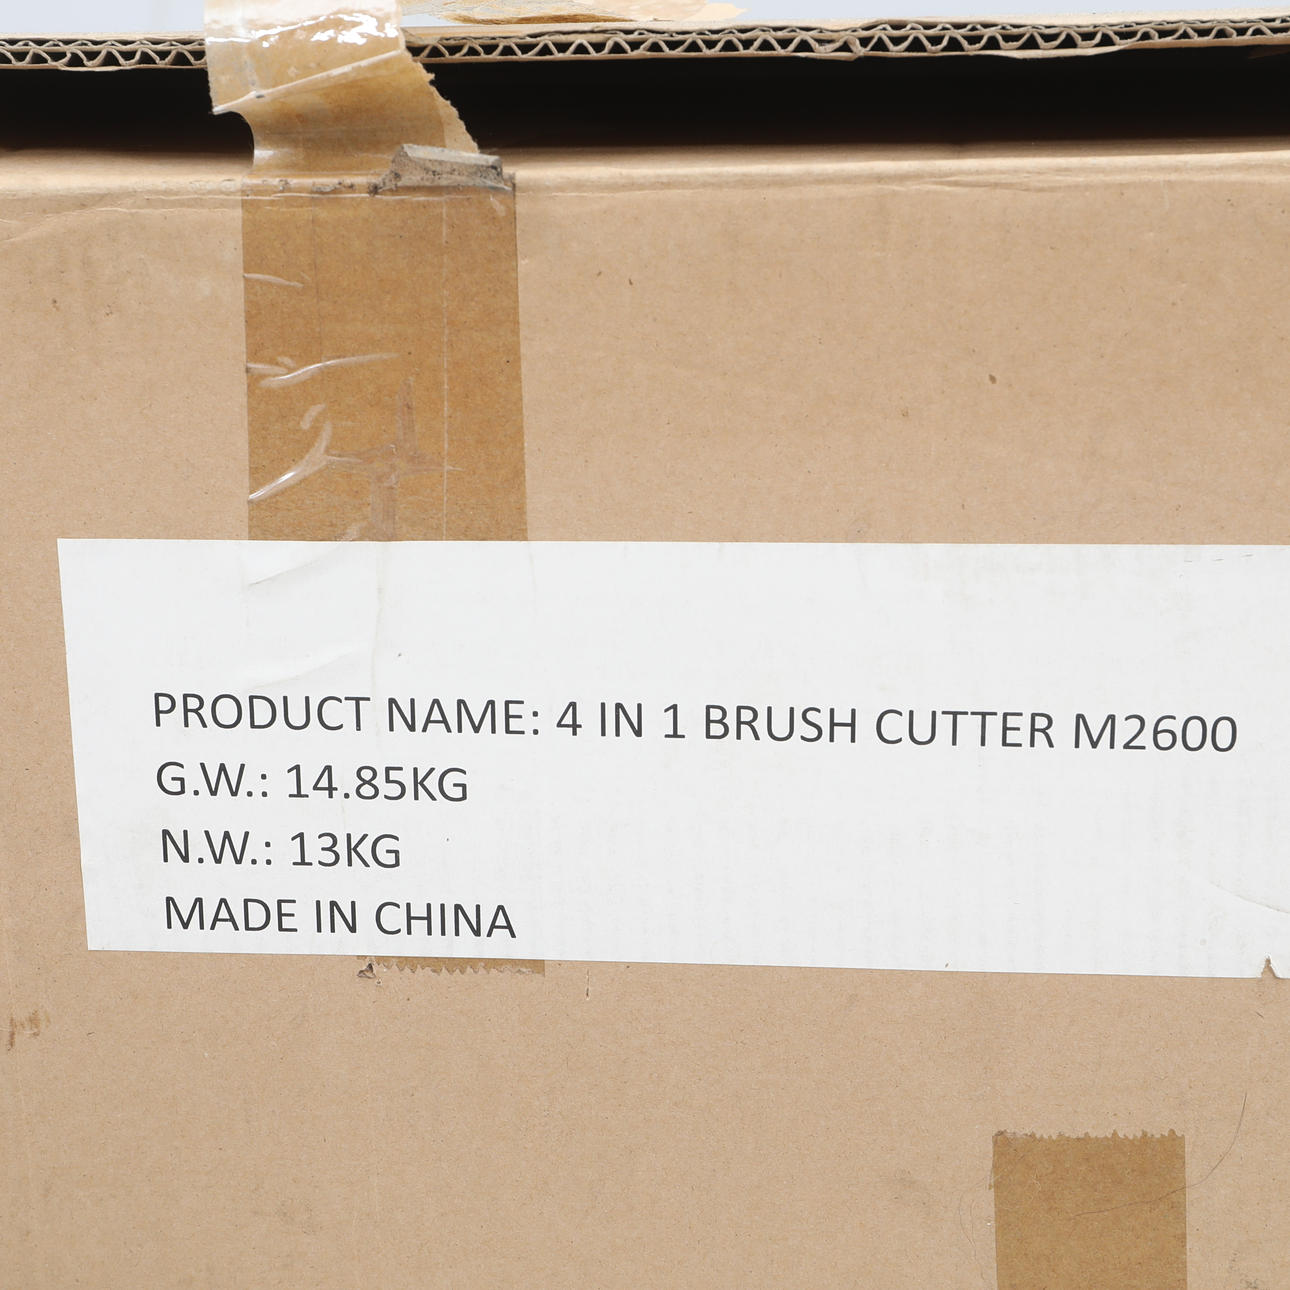 PRODUCT NAME: 4 IN 1 BRUSH CUTTER M2600
G.W.: 14.85KG
N.W.: 13KG
MADE IN CHINA